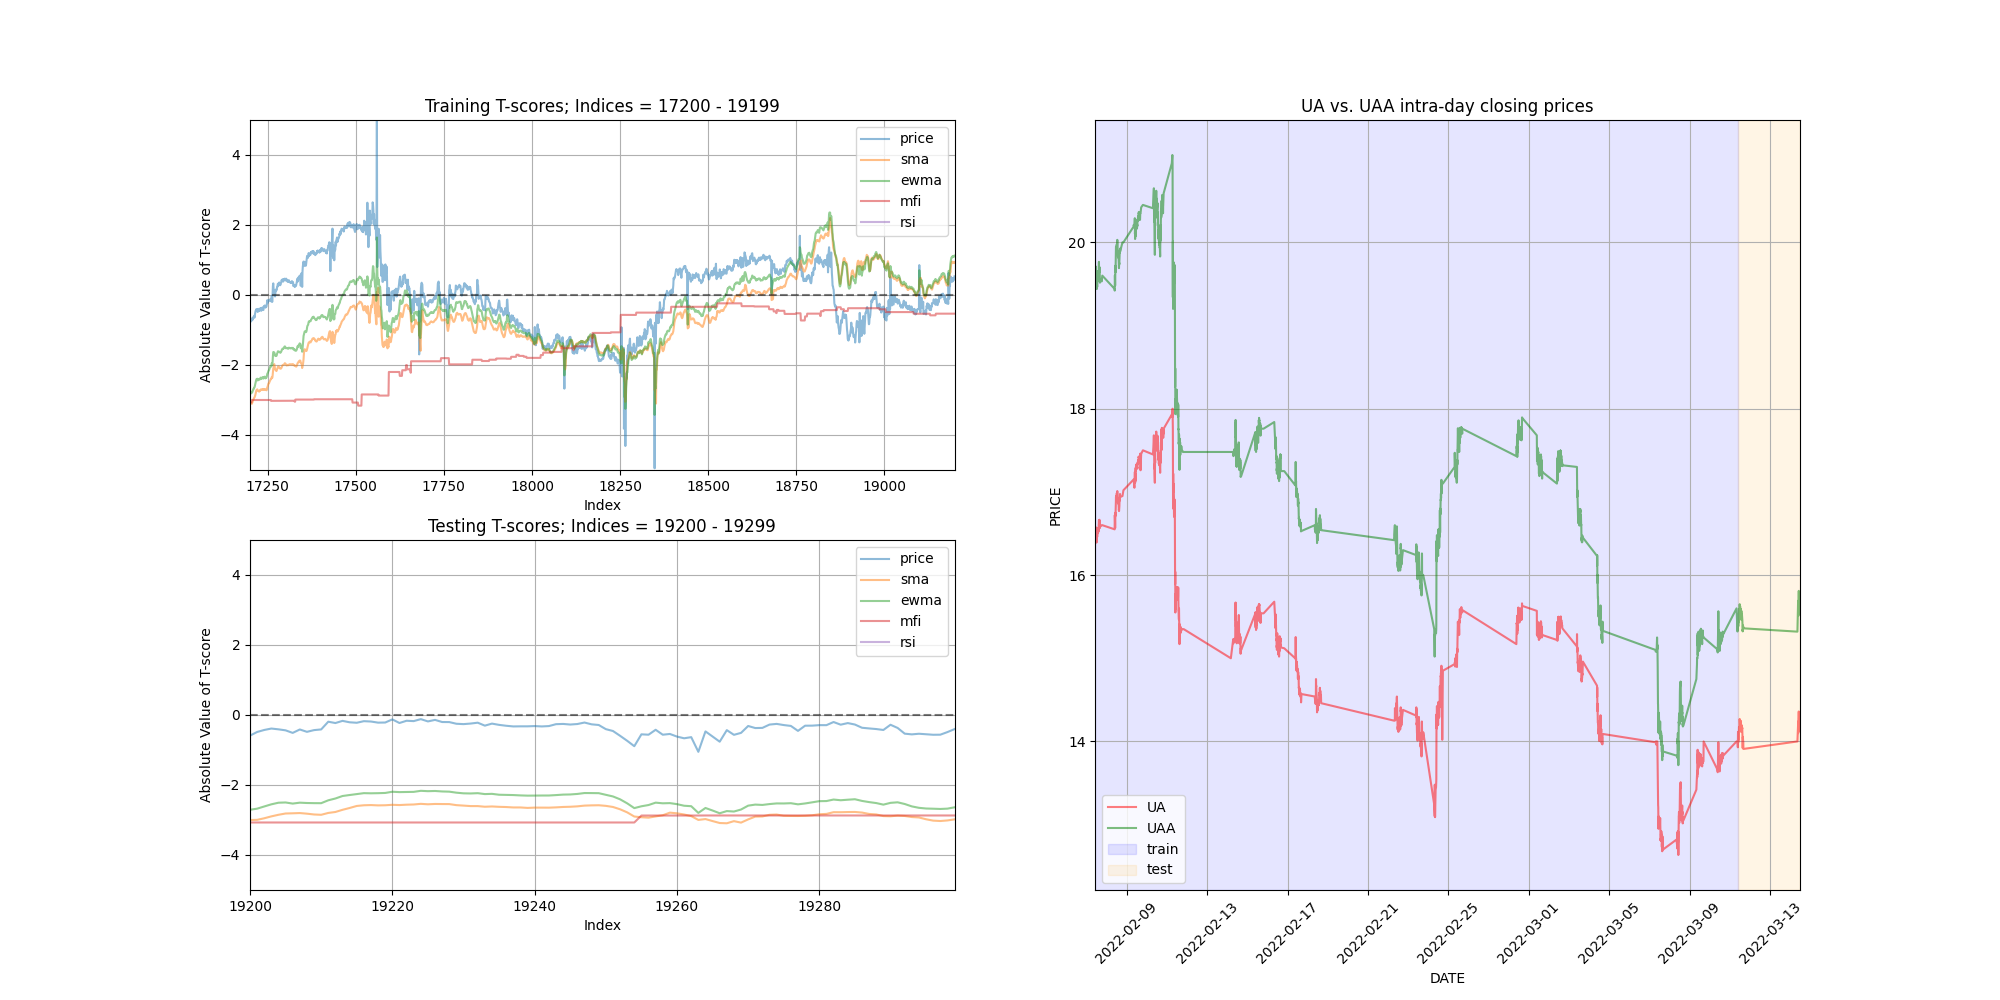 Training T-scores; Indices = 17200 - 19199
Absolute Value of T-score
4
2
0
−2
−4
price
sma
ewma
mfi
rsi
17250 17500 17750 18000 18250 18500 18750 19000
Index
Testing T-scores; Indices = 19200 - 19299
Absolute Value of T-score
4
2
0
−2
−4
price
sma
ewma
mfi
rsi
19200 19220 19240 19260 19280
Index
UA vs. UAA intra-day closing prices
PRICE
20
18
16
14
UA
UAA
train
test
2022-02-09 2022-02-13 2022-02-17 2022-02-21 2022-02-25 2022-03-01 2022-03-05 2022-03-09 2022-03-13
DATE